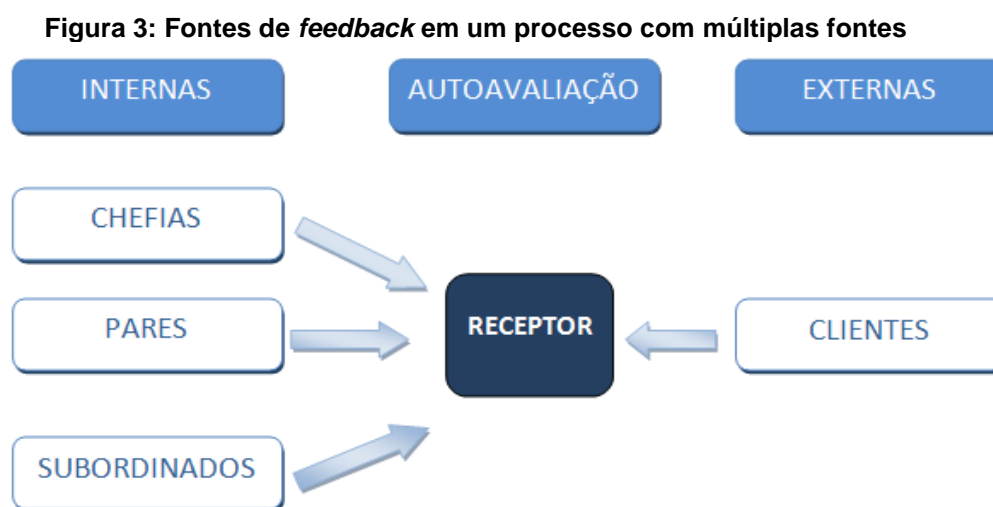 Figura 3: Fontes de feedback em um processo com múltiplas fontes
INTERNAS
AUTOAVALIAÇÃO
EXTERNAS
CHEFIAS
PARES
RECEPTOR
CLIENTES
SUBORDINADOS